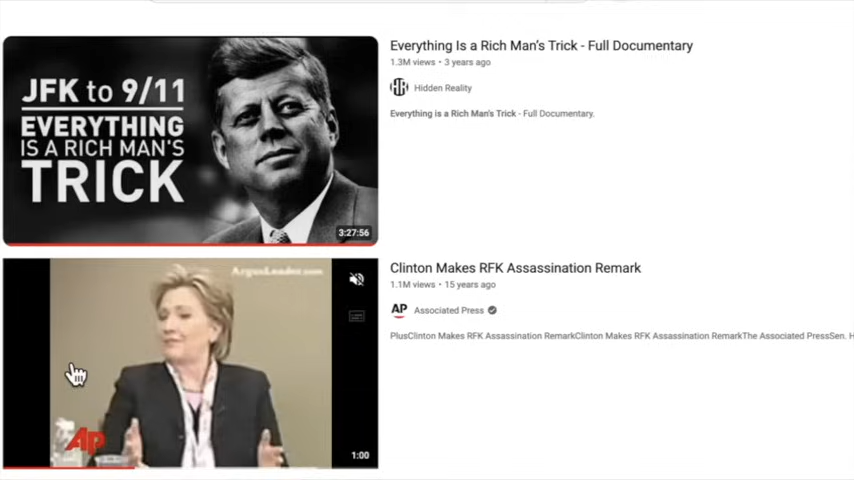 JFK to 9/11
EVERYTHING
IS A RICH MAN'S
TRICK
3:27:56
Everything Is a Rich Man's Trick - Full Documentary
1.3M views • 3 years ago
HR
Hidden Reality
Everything is a Rich Man's Trick - Full Documentary.
ArgusLeader.com
AP
1:00
Clinton Makes RFK Assassination Remark
1.1M views • 15 years ago
AP
Associated Press
PlusClinton Makes RFK Assassination RemarkClinton Makes RFK Assassination RemarkThe Associated PressSen. H